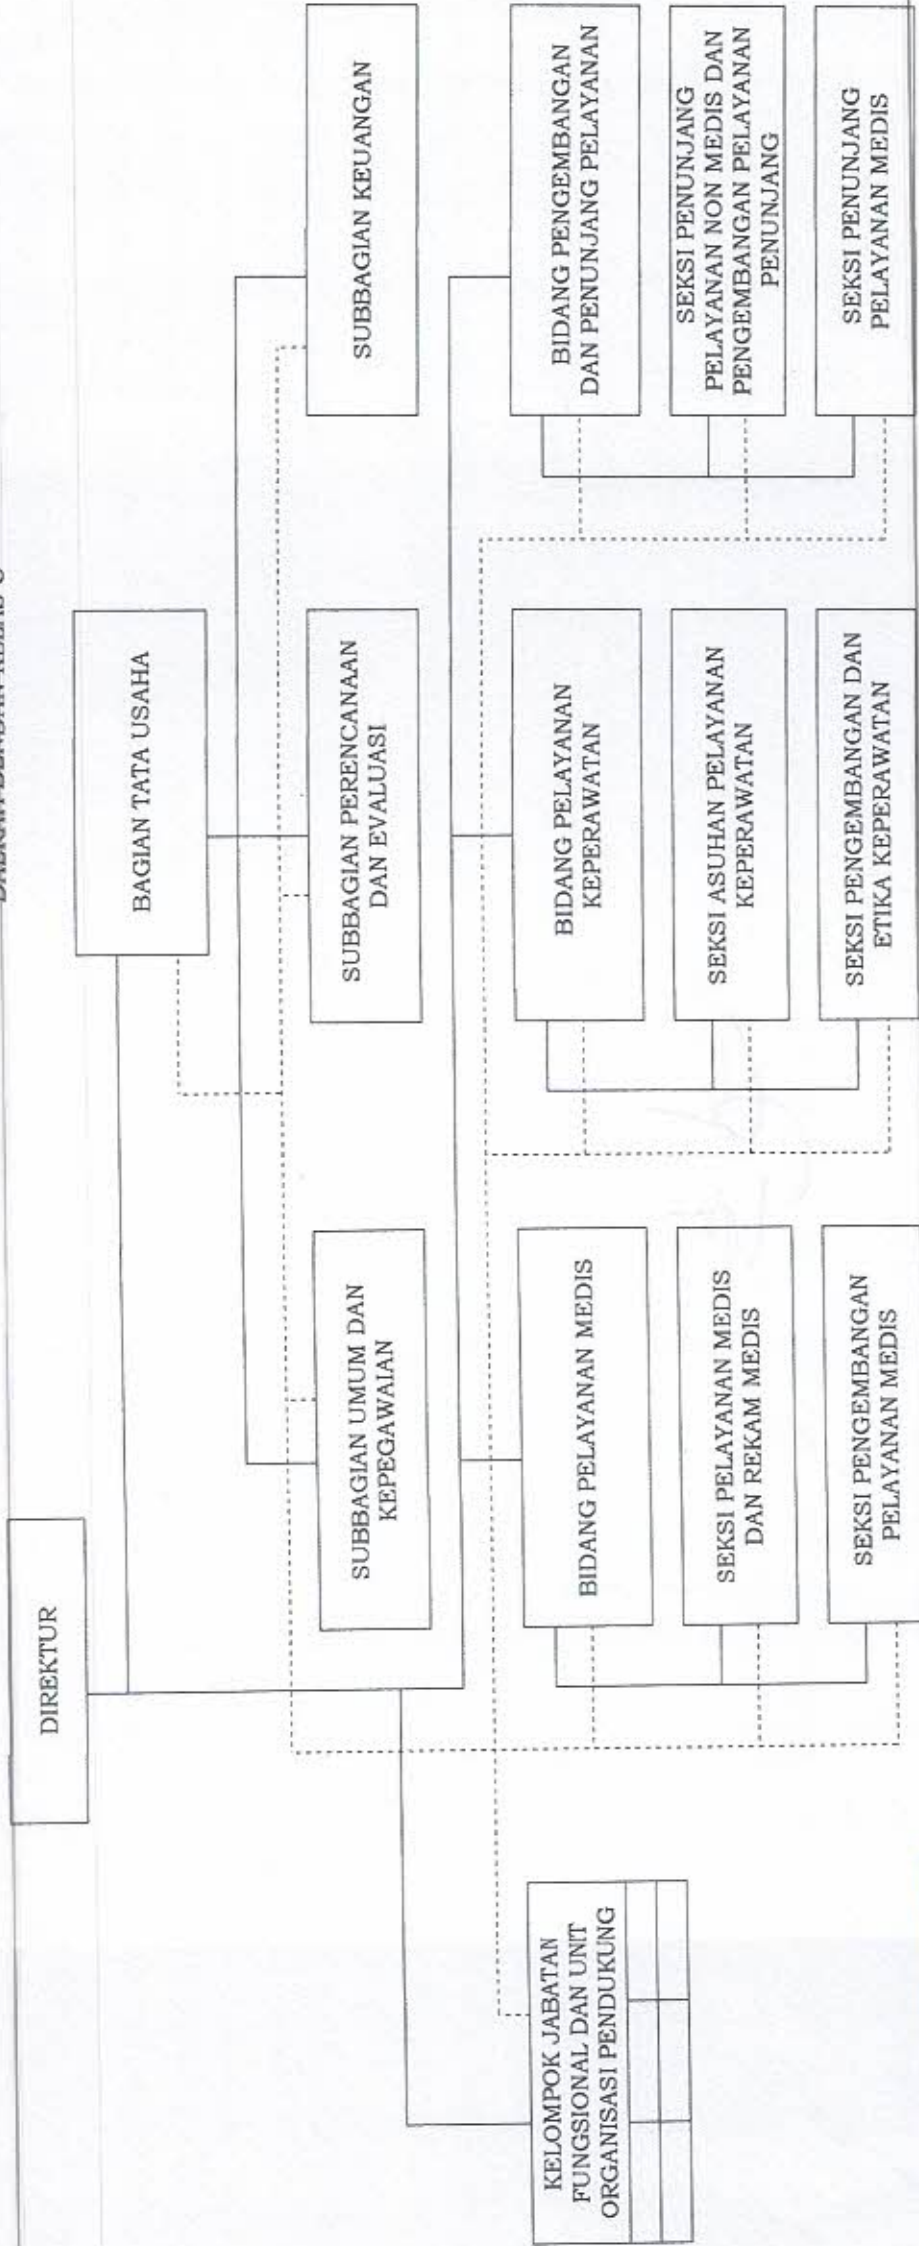 DIREKTUR
BAGIAN TATA USAHA
SUBBAGIAN UMUM DAN
KEPEGAWAIAN
SUBBAGIAN PERENCANAAN
DAN EVALUASI
SUBBAGIAN KEUANGAN
KELOMPOK JABATAN
FUNGSIONAL DAN UNIT
ORGANISASI PENDUKUNG
BIDANG PELAYANAN MEDIS
BIDANG PELAYANAN
KEPERAWATAN
BIDANG PENGEMBANGAN
DAN PENUNJANG PELAYANAN
SEKSI PELAYANAN MEDIS
DAN REKAM MEDIS
SEKSI ASUHAN PELAYANAN
KEPERAWATAN
SEKSI PENUNJANG
PELAYANAN NON MEDIS DAN
PENGEMBANGAN PELAYANAN
PENUNJANG
SEKSI PENGEMBANGAN
PELAYANAN MEDIS
SEKSI PENGEMBANGAN DAN
ETIKA KEPERAWATAN
SEKSI PENUNJANG
PELAYANAN MEDIS